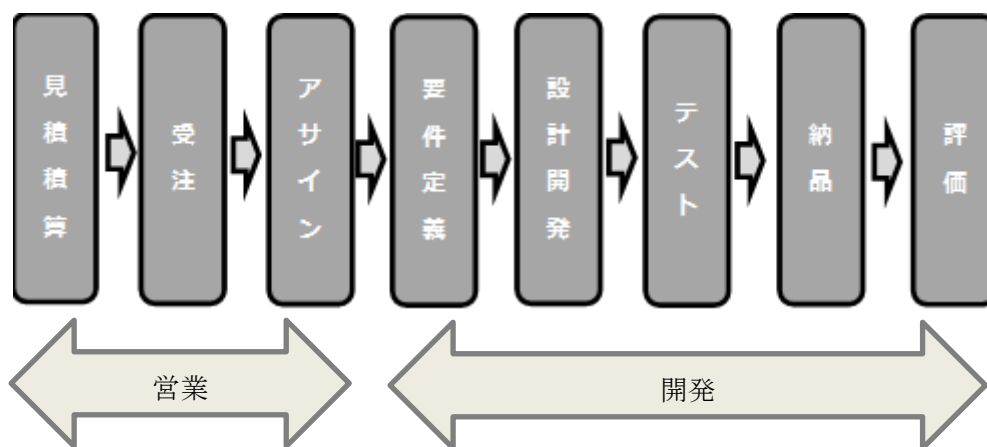 見積積算
受注
アサイン
要件定義
設計開発
テスト
納品
評価
営業
開発